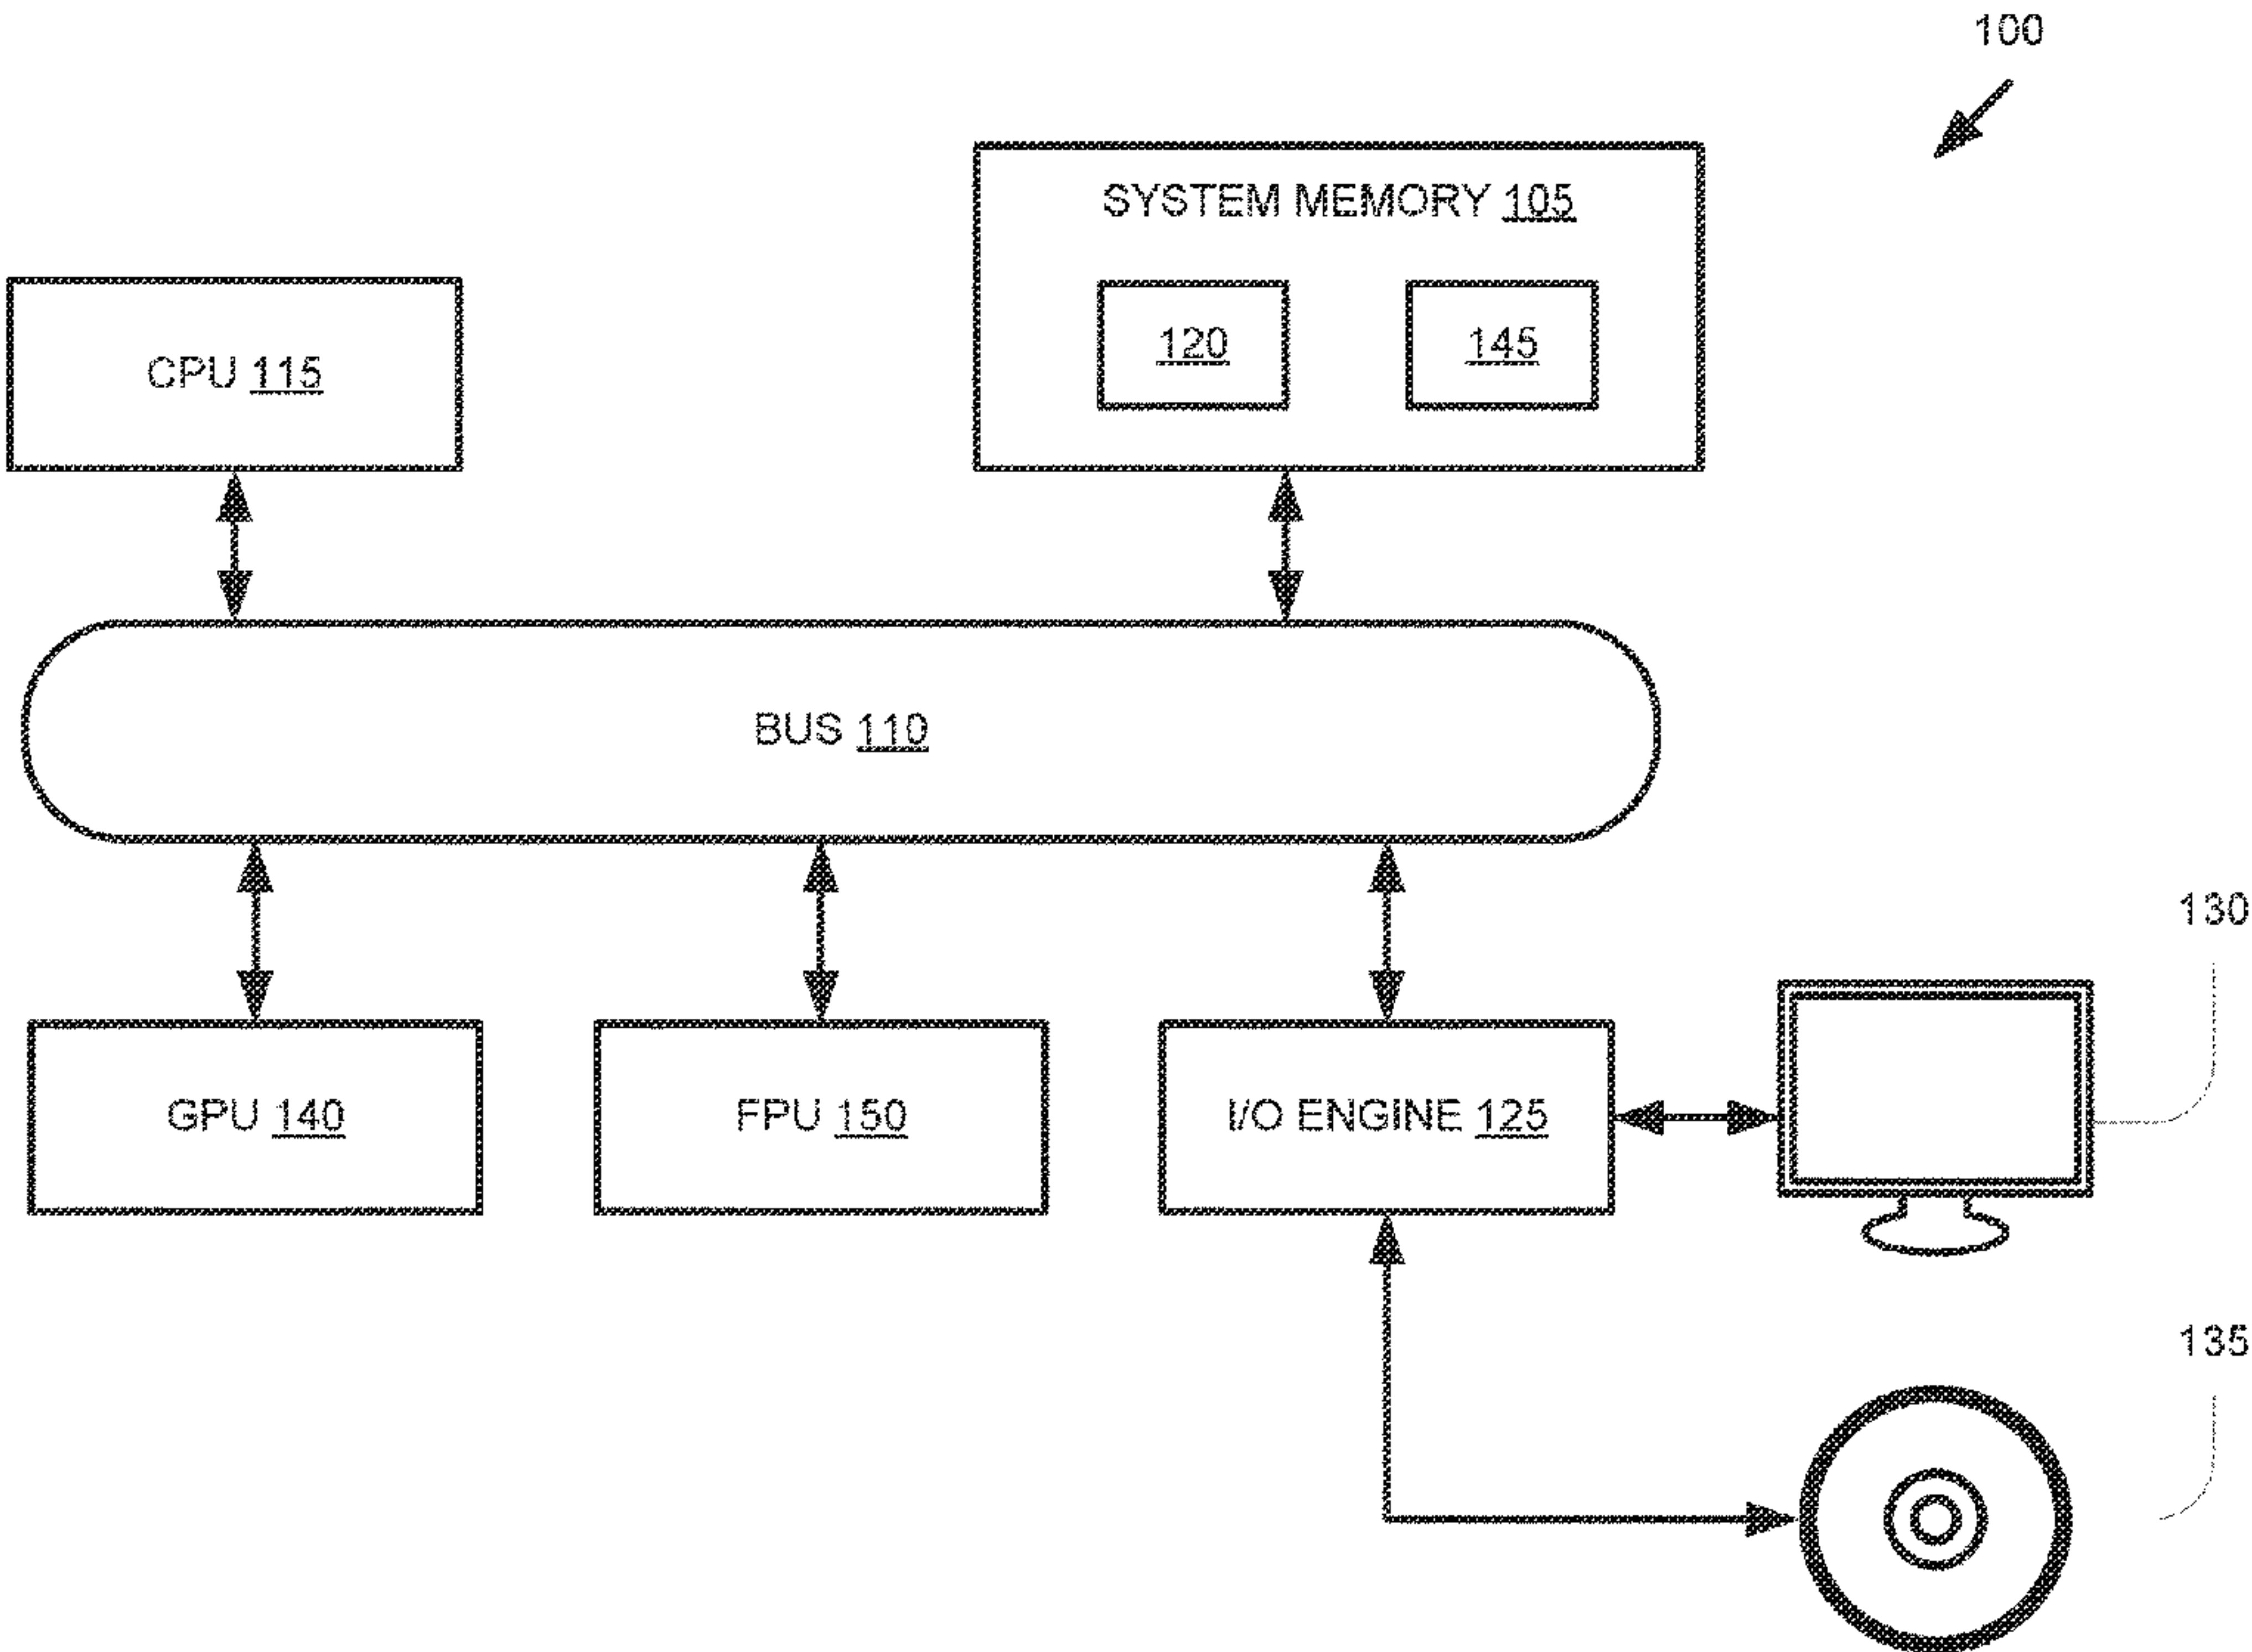 100
SYSTEM MEMORY 105
120
145
CPU 115
BUS 110
130
GPU 140
FPU 150
I/O ENGINE 125
135